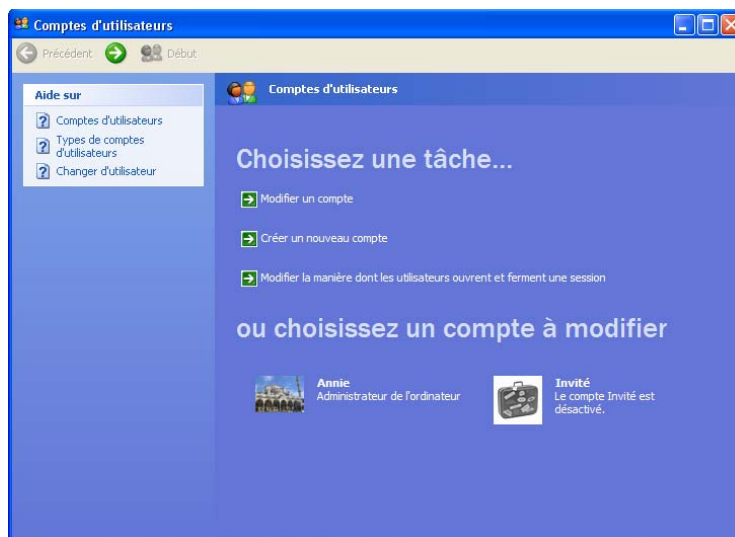 Comptes d'utilisateurs
Précédent Début
Aide sur
Comptes d'utilisateurs
Types de comptes
d'utilisateurs
Changer d'utilisateur
Comptes d'utilisateurs
Choisissez une tâche...
Modifier un compte
Créer un nouveau compte
Modifier la manière dont les utilisateurs ouvrent et ferment une session
ou choisissez un compte à modifier
Annie
Administrateur de l'ordinateur
Invité
Le compte Invité est
désactivé.